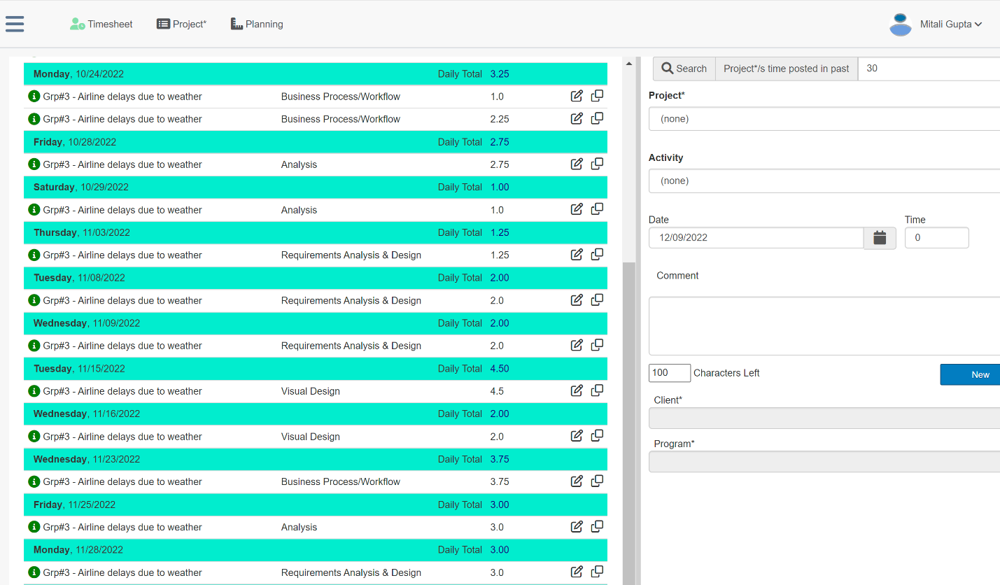 Timesheet Project* Planning Mitali Gupta
Monday, 10/24/2022 Daily Total 3.25
Grp#3 - Airline delays due to weather Business Process/Workflow 1.0
Grp#3 - Airline delays due to weather Business Process/Workflow 2.25
Friday, 10/28/2022 Daily Total 2.75
Grp#3 - Airline delays due to weather Analysis 2.75
Saturday, 10/29/2022 Daily Total 1.00
Grp#3 - Airline delays due to weather Analysis 1.0
Thursday, 11/03/2022 Daily Total 1.25
Grp#3 - Airline delays due to weather Requirements Analysis & Design 1.25
Tuesday, 11/08/2022 Daily Total 2.00
Grp#3 - Airline delays due to weather Requirements Analysis & Design 2.0
Wednesday, 11/09/2022 Daily Total 2.00
Grp#3 - Airline delays due to weather Requirements Analysis & Design 2.0
Tuesday, 11/15/2022 Daily Total 4.50
Grp#3 - Airline delays due to weather Visual Design 4.5
Wednesday, 11/16/2022 Daily Total 2.00
Grp#3 - Airline delays due to weather Visual Design 2.0
Wednesday, 11/23/2022 Daily Total 3.75
Grp#3 - Airline delays due to weather Business Process/Workflow 3.75
Friday, 11/25/2022 Daily Total 3.00
Grp#3 - Airline delays due to weather Analysis 3.0
Monday, 11/28/2022 Daily Total 3.00
Grp#3 - Airline delays due to weather Requirements Analysis & Design 3.0
Search Project*/s time posted in past 30
Project*
(none)
Activity
(none)
Date Time
12/09/2022 0
Comment
100 Characters Left New
Client*
Program*